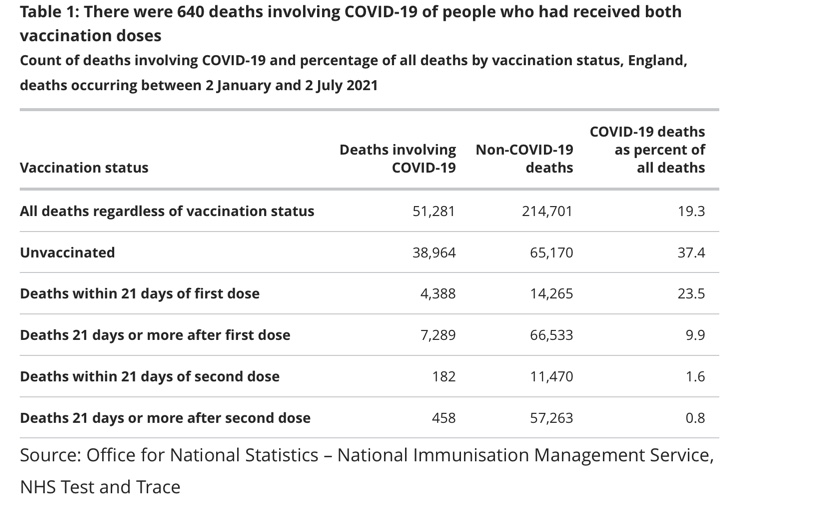 Table 1: There were 640 deaths involving COVID-19 of people who had received both
vaccination doses
Count of deaths involving COVID-19 and percentage of all deaths by vaccination status, England,
deaths occurring between 2 January and 2 July 2021
Vaccination status Deaths involving COVID-19 Non-COVID-19 deaths COVID-19 deaths as percent of all deaths
All deaths regardless of vaccination status 51,281 214,701 19.3
Unvaccinated 38,964 65,170 37.4
Deaths within 21 days of first dose 4,388 14,265 23.5
Deaths 21 days or more after first dose 7,289 66,533 9.9
Deaths within 21 days of second dose 182 11,470 1.6
Deaths 21 days or more after second dose 458 57,263 0.8
Source: Office for National Statistics – National Immunisation Management Service,
NHS Test and Trace